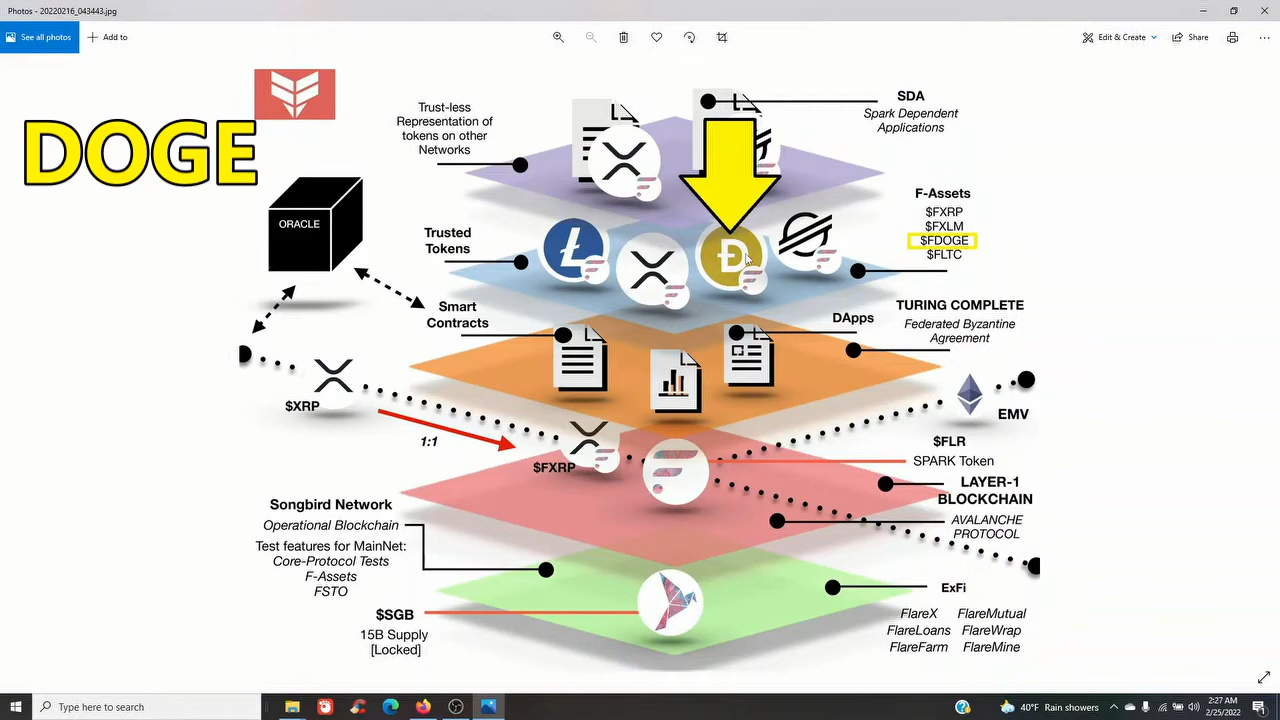 Photos - 20220216_043443.jpg
See all photos
Add to
Edit & Create
Share
DOGE
Trust-less
Representation of
tokens on other
Networks
SDA
Spark Dependent
Applications
ORACLE
Trusted
Tokens
F-Assets
$FXRP
$FXLM
$FDOGE
$FLTC
Smart
Contracts
DApps
TURING COMPLETE
Federated Byzantine
Agreement
$XRP
1:1
$FXRP
EMV
$FLR
SPARK Token
LAYER-1
BLOCKCHAIN
AVALANCHE
PROTOCOL
Songbird Network
Operational Blockchain
Test features for MainNet:
Core-Protocol Tests
F-Assets
FSTO
$SGB
15B Supply
[Locked]
ExFi
FlareX FlareMutual
FlareLoans FlareWrap
FlareFarm FlareMine
Type here to search
40°F Rain showers
2:27 AM
2/25/2022